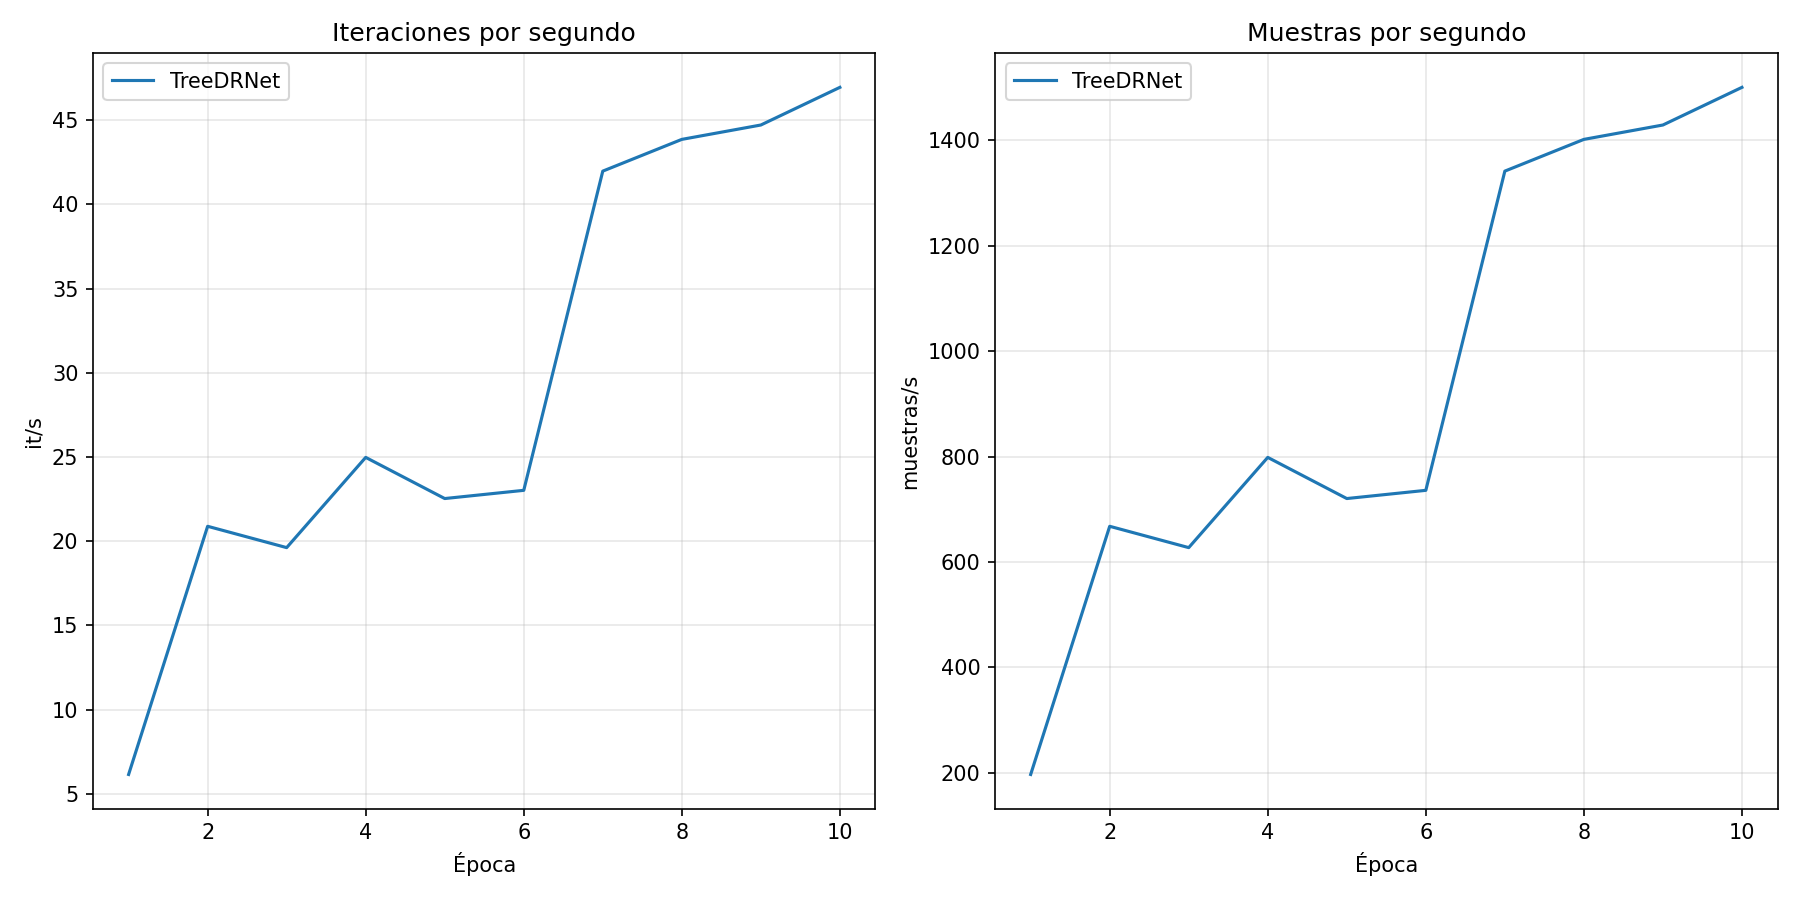 Iteraciones por segundo
TreeDRNet
45
40
35
30
25
20
15
10
5
it/s
2 4 6 8 10
Época
Muestras por segundo
TreeDRNet
1400
1200
1000
800
600
400
200
muestras/s
2 4 6 8 10
Época